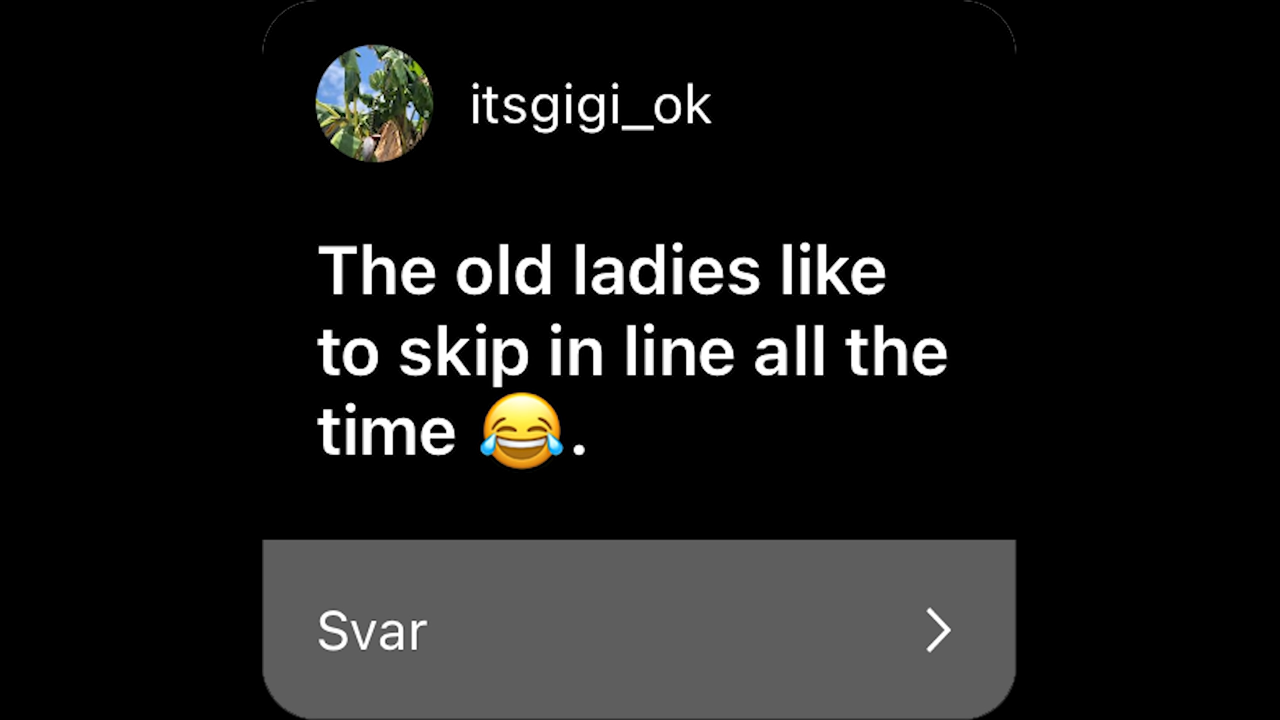 itsgigi_ok
The old ladies like
to skip in line all the
time 😂.
Svar